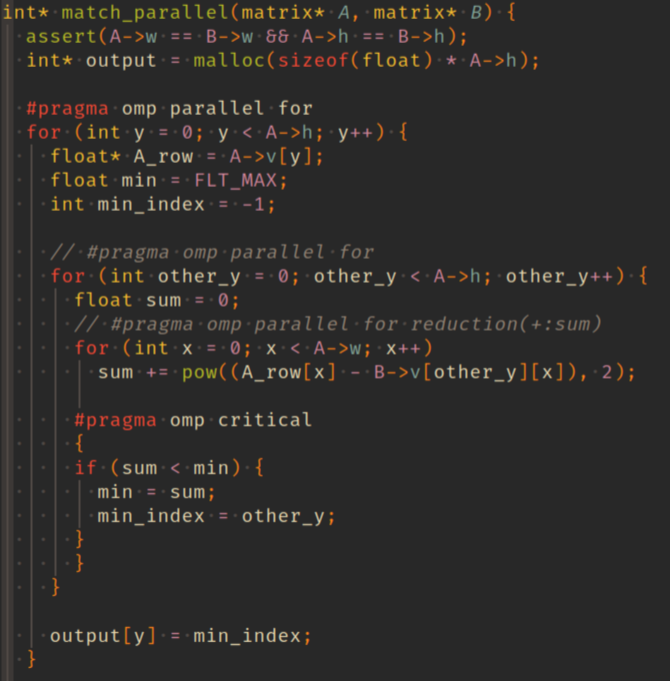 int* match_parallel(matrix* A, matrix* B) {
  assert(A->w == B->w && A->h == B->h);
  int* output = malloc(sizeof(float) * A->h);

  #pragma omp parallel for
  for (int y = 0; y < A->h; y++) {
    float* A_row = A->v[y];
    float min = FLT_MAX;
    int min_index = -1;

    // #pragma omp parallel for
    for (int other_y = 0; other_y < A->h; other_y++) {
      float sum = 0;
      // #pragma omp parallel for reduction(+:sum)
      for (int x = 0; x < A->w; x++)
        sum += pow((A_row[x] - B->v[other_y][x]), 2);

      #pragma omp critical
      {
      if (sum < min) {
        min = sum;
        min_index = other_y;
      }
      }
    }

    output[y] = min_index;
  }